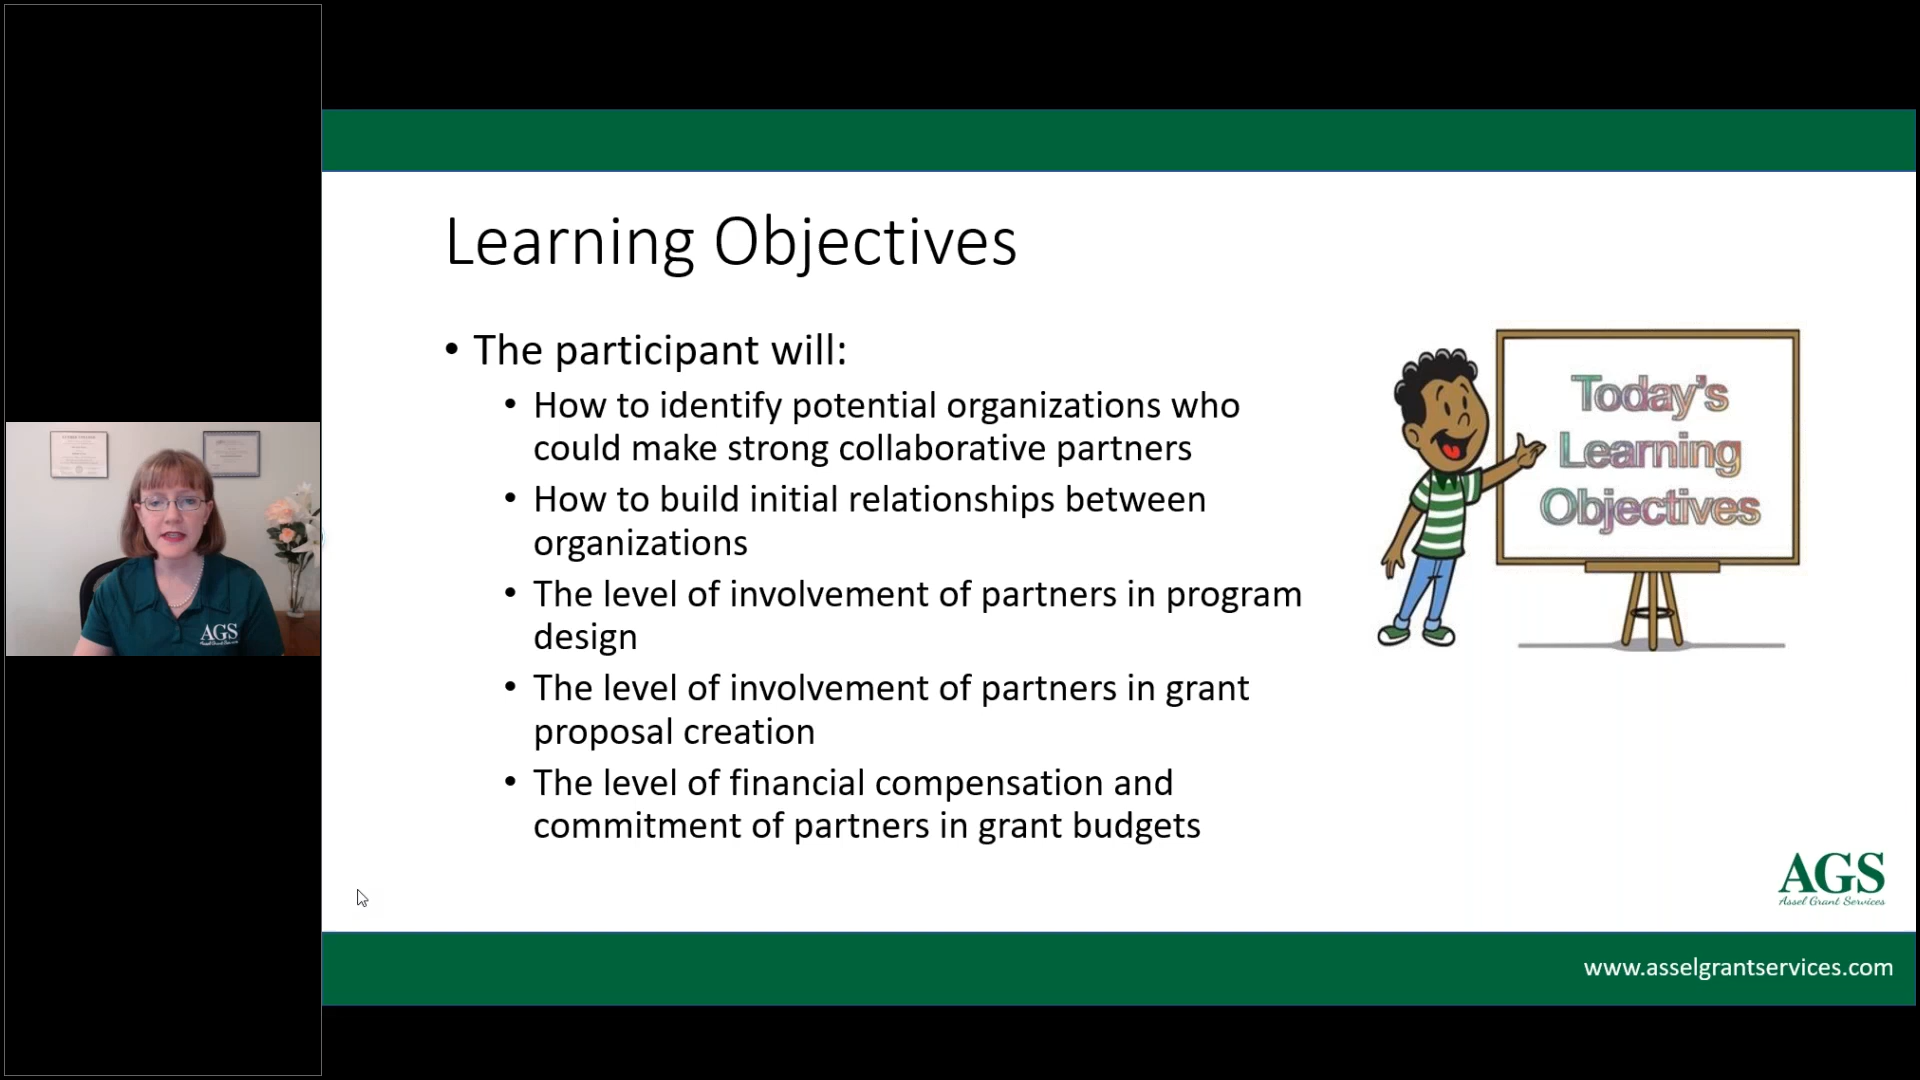 Learning Objectives
• The participant will:
• How to identify potential organizations who
could make strong collaborative partners
• How to build initial relationships between
organizations
• The level of involvement of partners in program
design
• The level of involvement of partners in grant
proposal creation
• The level of financial compensation and
commitment of partners in grant budgets
Today's
Learning
Objectives
AGS
Assel Grant Services
www.asselgrantservices.com
AGS
Assel Grant Services